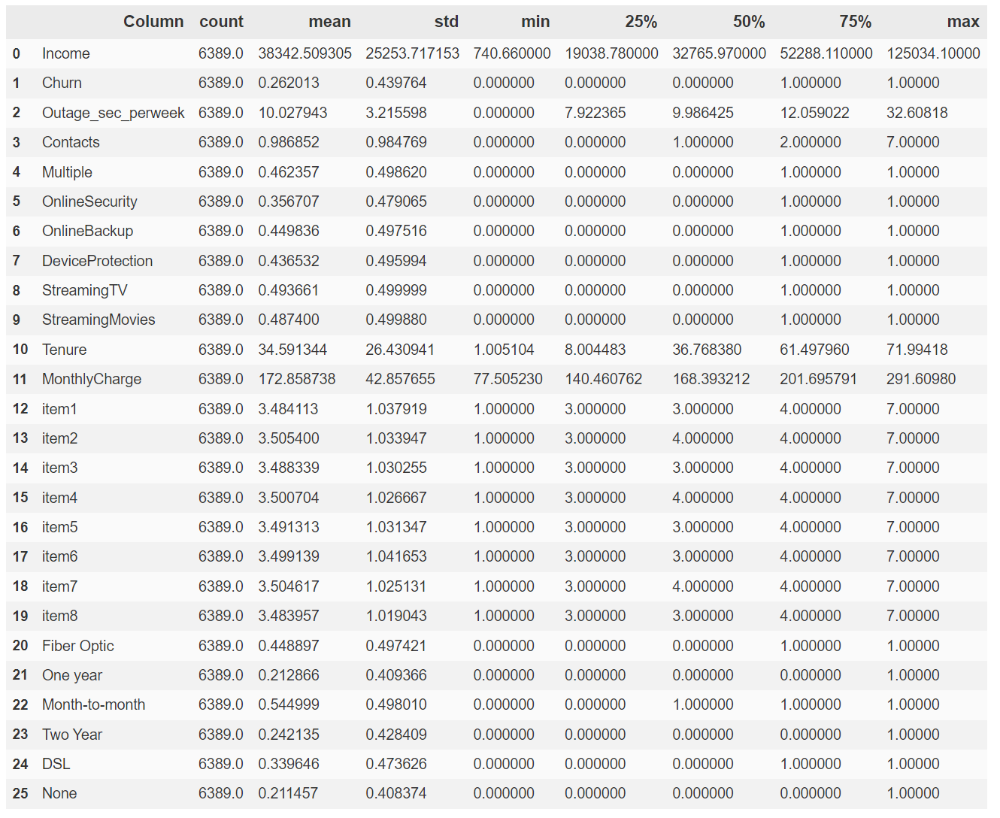 Column count mean std min 25% 50% 75% max
0 Income 6389.0 38342.509305 25253.717153 740.660000 19038.780000 32765.970000 52288.110000 125034.10000
1 Churn 6389.0 0.262013 0.439764 0.000000 0.000000 0.000000 1.000000 1.00000
2 Outage_sec_perweek 6389.0 10.027943 3.215598 0.000000 7.922365 9.986425 12.059022 32.60818
3 Contacts 6389.0 0.986852 0.984769 0.000000 0.000000 1.000000 2.000000 7.00000
4 Multiple 6389.0 0.462357 0.498620 0.000000 0.000000 0.000000 1.000000 1.00000
5 OnlineSecurity 6389.0 0.356707 0.479065 0.000000 0.000000 0.000000 1.000000 1.00000
6 OnlineBackup 6389.0 0.449836 0.497516 0.000000 0.000000 0.000000 1.000000 1.00000
7 DeviceProtection 6389.0 0.436532 0.495994 0.000000 0.000000 0.000000 1.000000 1.00000
8 StreamingTV 6389.0 0.493661 0.499999 0.000000 0.000000 0.000000 1.000000 1.00000
9 StreamingMovies 6389.0 0.487400 0.499880 0.000000 0.000000 0.000000 1.000000 1.00000
10 Tenure 6389.0 34.591344 26.430941 1.005104 8.004483 36.768380 61.497960 71.99418
11 MonthlyCharge 6389.0 172.858738 42.857655 77.505230 140.460762 168.393212 201.695791 291.60980
12 item1 6389.0 3.484113 1.037919 1.000000 3.000000 3.000000 4.000000 7.00000
13 item2 6389.0 3.505400 1.033947 1.000000 3.000000 4.000000 4.000000 7.00000
14 item3 6389.0 3.488339 1.030255 1.000000 3.000000 3.000000 4.000000 7.00000
15 item4 6389.0 3.500704 1.026667 1.000000 3.000000 4.000000 4.000000 7.00000
16 item5 6389.0 3.491313 1.031347 1.000000 3.000000 3.000000 4.000000 7.00000
17 item6 6389.0 3.499139 1.041653 1.000000 3.000000 3.000000 4.000000 7.00000
18 item7 6389.0 3.504617 1.025131 1.000000 3.000000 4.000000 4.000000 7.00000
19 item8 6389.0 3.483957 1.019043 1.000000 3.000000 3.000000 4.000000 7.00000
20 Fiber Optic 6389.0 0.448897 0.497421 0.000000 0.000000 0.000000 1.000000 1.00000
21 One year 6389.0 0.212866 0.409366 0.000000 0.000000 0.000000 0.000000 1.00000
22 Month-to-month 6389.0 0.544999 0.498010 0.000000 0.000000 1.000000 1.000000 1.00000
23 Two Year 6389.0 0.242135 0.428409 0.000000 0.000000 0.000000 0.000000 1.00000
24 DSL 6389.0 0.339646 0.473626 0.000000 0.000000 0.000000 1.000000 1.00000
25 None 6389.0 0.211457 0.408374 0.000000 0.000000 0.000000 0.000000 1.00000